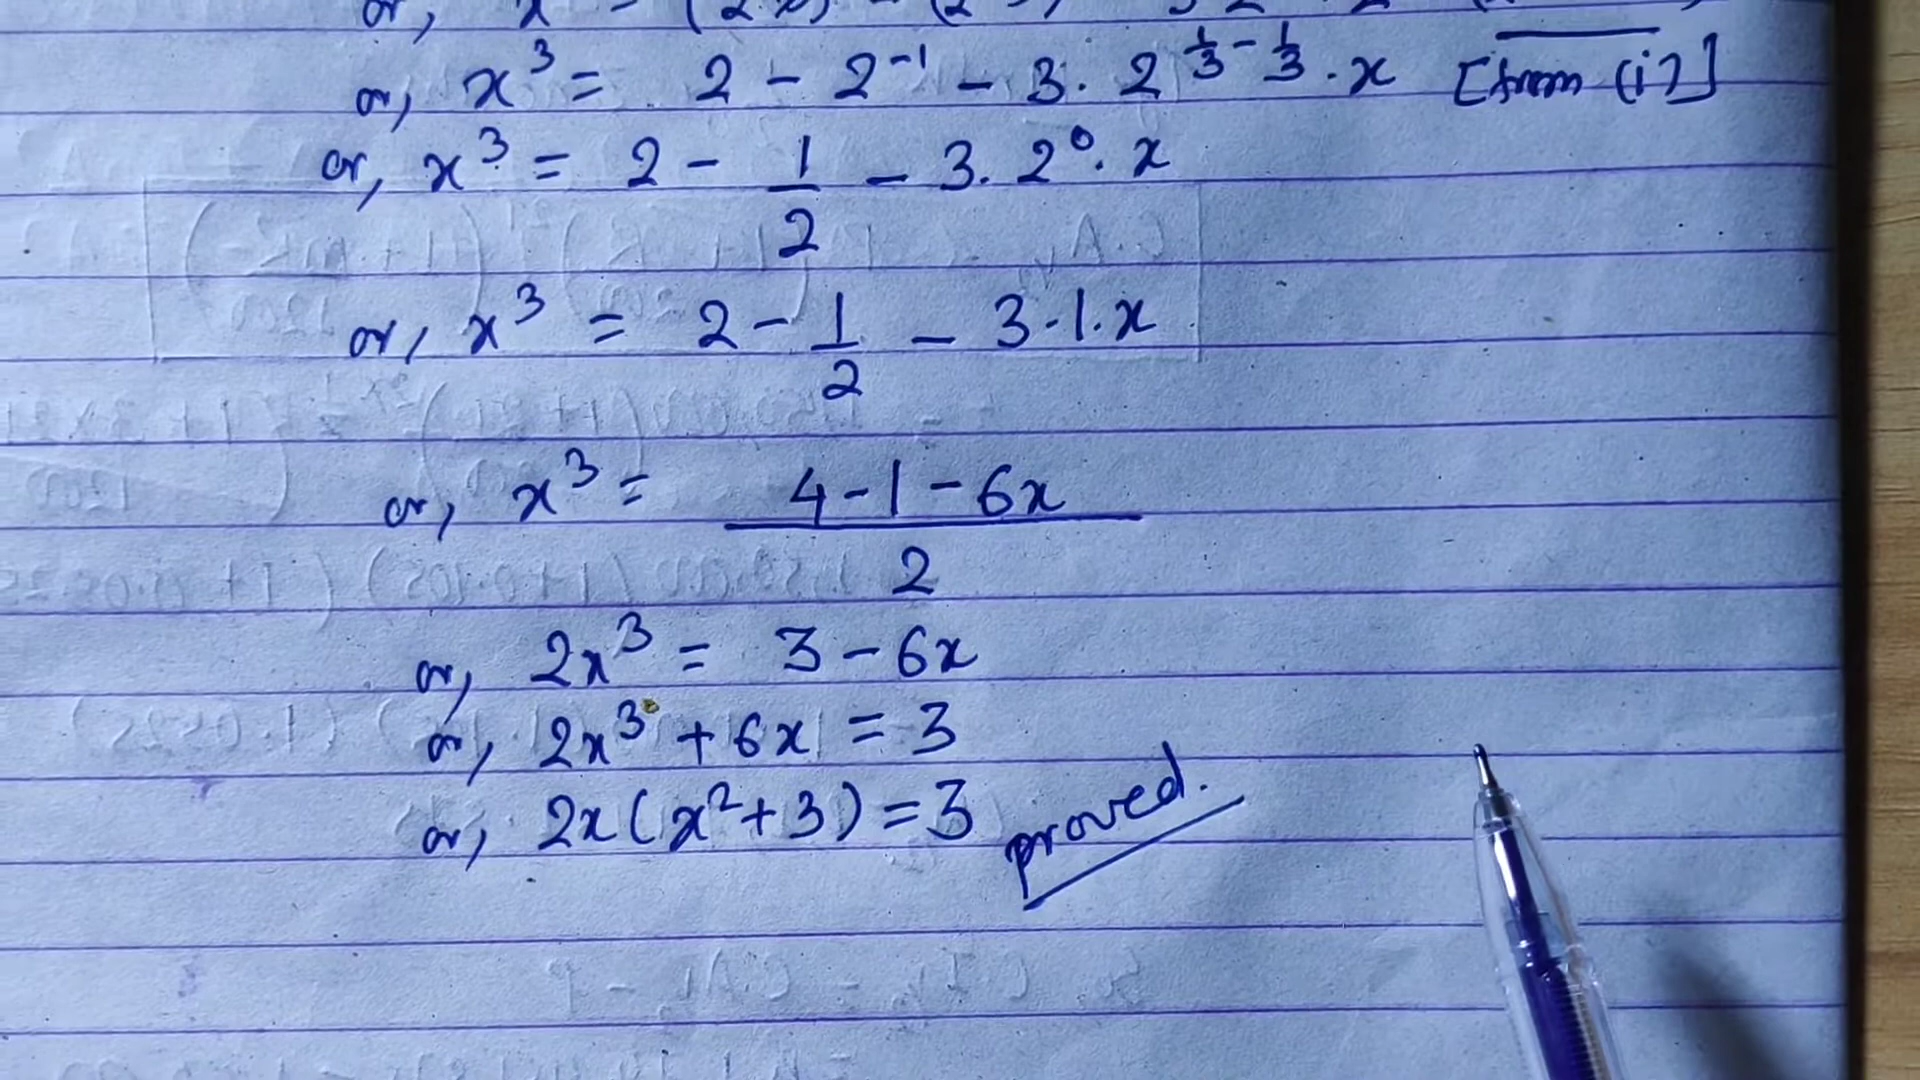 or, x³ = 2 - 2⁻¹ - 3. 2^(1/3 - 1/3) . x [from (i)]
or, x³ = 2 - 1/2 - 3. 2⁰. x
or, x³ = 2 - 1/2 - 3.1.x
or, x³ = (4-1-6x)/2
or, 2x³ = 3 - 6x
or, 2x³ + 6x = 3
or, 2x(x²+3) = 3 proved.